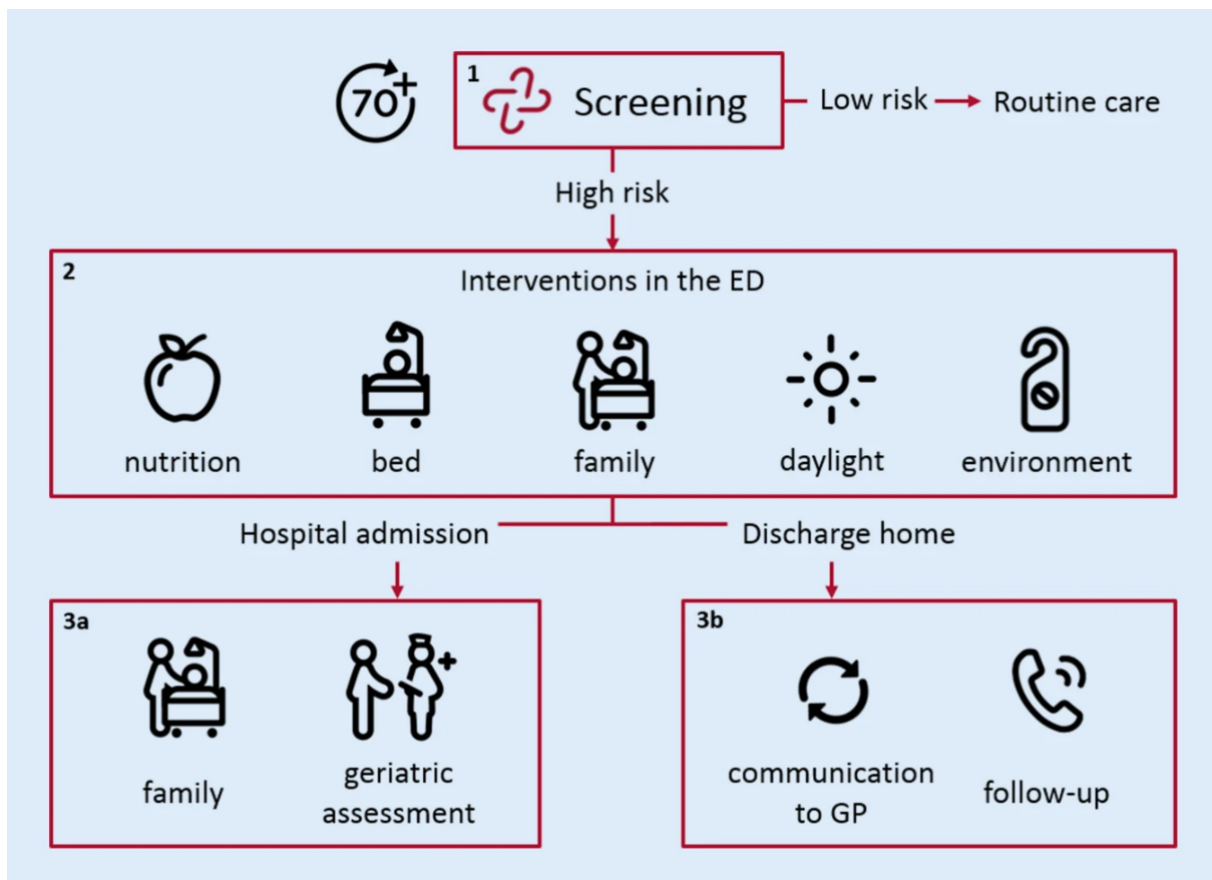 70+
1
Screening
Low risk
Routine care
High risk
2
Interventions in the ED
nutrition
bed
family
daylight
environment
Hospital admission
Discharge home
3a
family
geriatric
assessment
3b
communication
to GP
follow-up